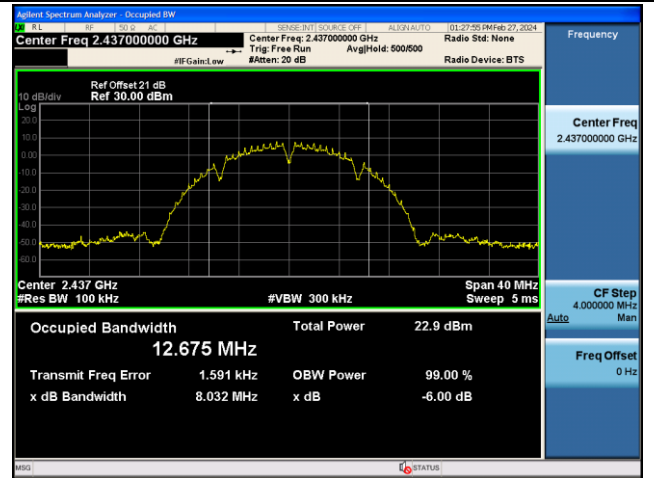 Agilent Spectrum Analyzer - Occupied BW
RL RF 50 Ω AC SENSE:INT SOURCE OFF ALIGN AUTO 01:27:55 PM Feb 27, 2024
Center Freq 2.437000000 GHz
Center Freq: 2.437000000 GHz
Radio Std: None
Trig: Free Run Avg|Hold: 500/500
#IFGain:Low #Atten: 20 dB Radio Device: BTS
Frequency
Ref Offset 21 dB
10 dB/div Ref 30.00 dBm
Log
20.0
10.0
0.00
-10.0
-20.0
-30.0
-40.0
-50.0
-60.0
Center 2.437 GHz Span 40 MHz
#Res BW 100 kHz #VBW 300 kHz Sweep 5 ms
Center Freq
2.437000000 GHz
CF Step
4.000000 MHz
Auto Man
Freq Offset
0 Hz
Occupied Bandwidth Total Power 22.9 dBm
12.675 MHz
Transmit Freq Error 1.591 kHz OBW Power 99.00 %
x dB Bandwidth 8.032 MHz x dB -6.00 dB
MSG STATUS